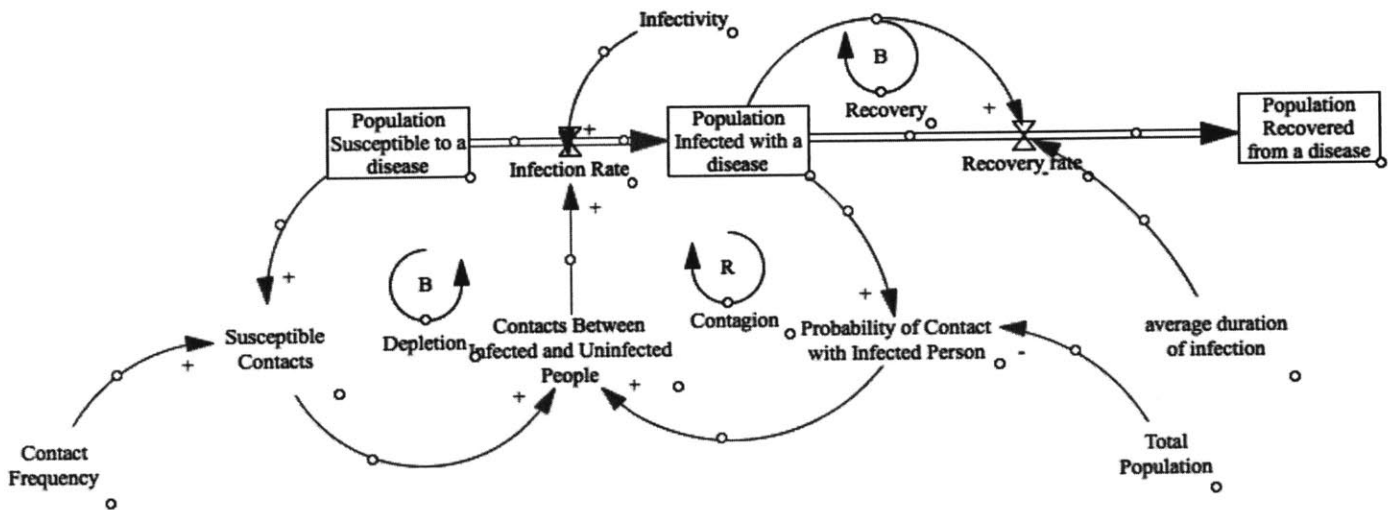 Infectivity
B
Recovery
+
+
Population
Susceptible to a
disease
Infection Rate
Population
Infected with a
disease
Recovery rate
-
Population
Recovered
from a disease
+
+
B
Depletion
R
Contagion
+
Susceptible
Contacts
+
Contacts Between
Infected and Uninfected
People
+
+
Probability of Contact
with Infected Person
-
average duration
of infection
Contact
Frequency
Total
Population